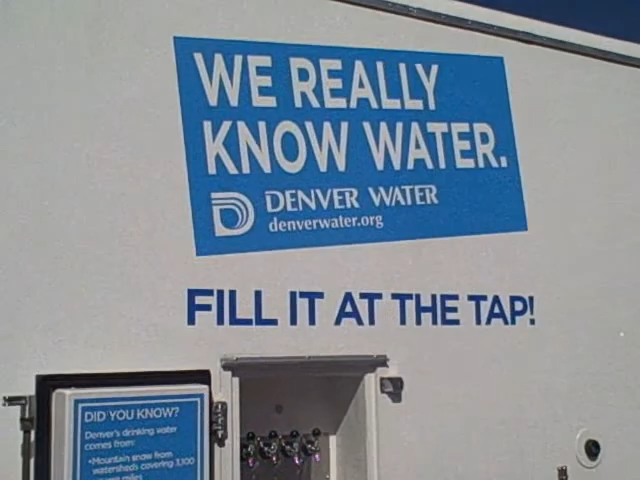 WE REALLY
KNOW WATER.
DENVER WATER
denverwater.org
FILL IT AT THE TAP!
DID YOU KNOW?
Denver's drinking water
comes from:
•Mountain snow from
watersheds covering 3,100
miles